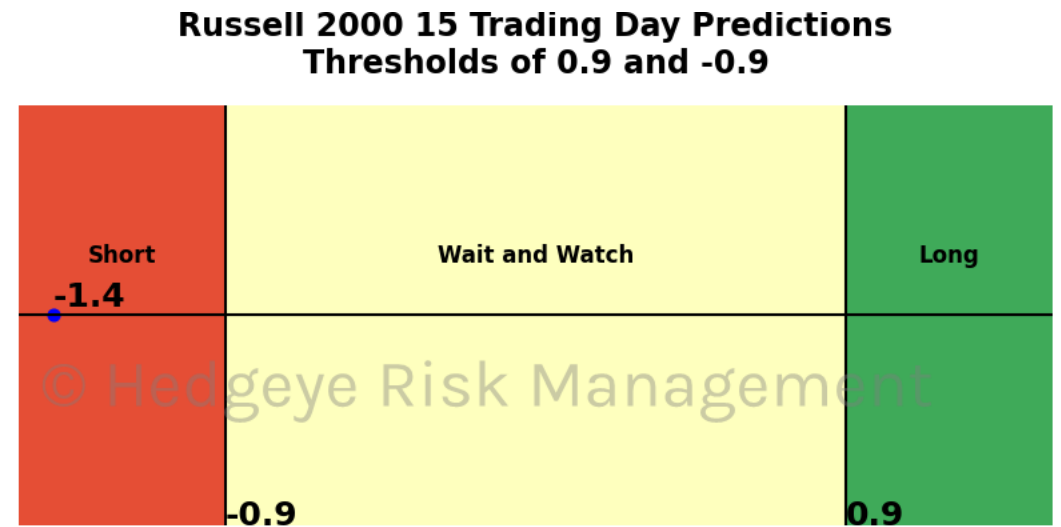 Russell 2000 15 Trading Day Predictions
Thresholds of 0.9 and -0.9
Short
Wait and Watch
Long
-1.4
© Hedgeye Risk Management
-0.9
0.9